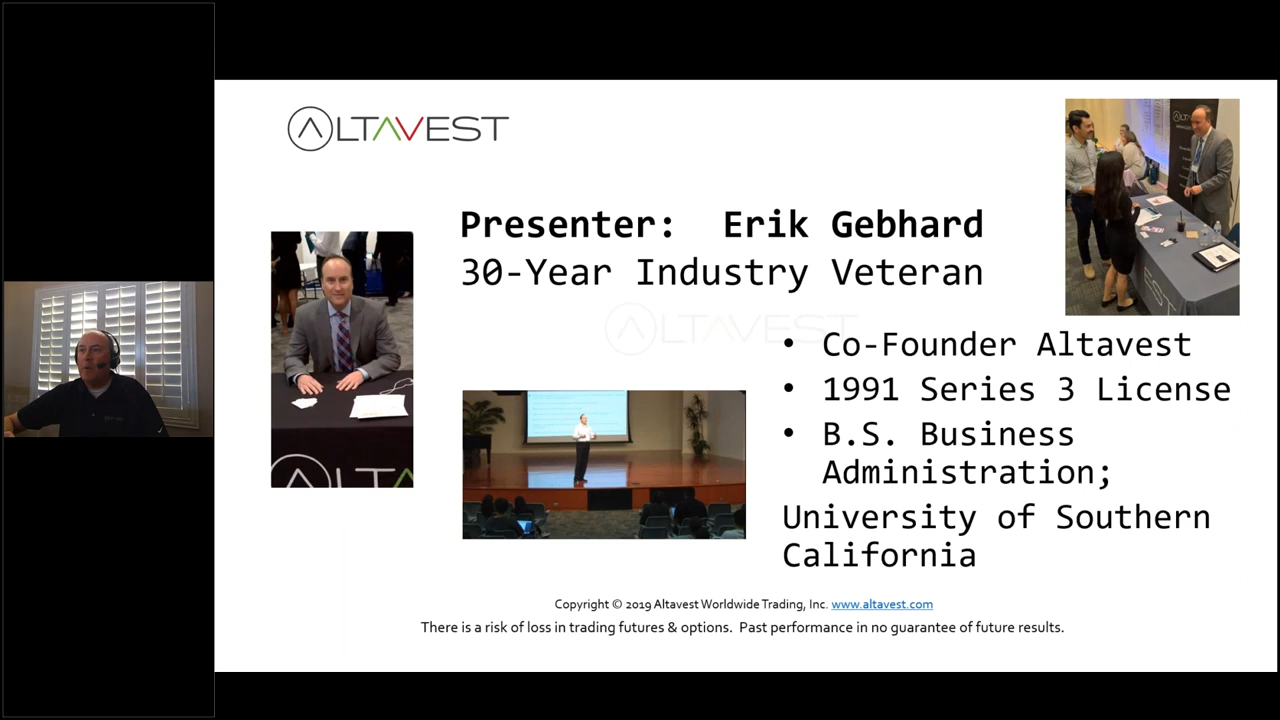 ALTAVEST
Presenter: Erik Gebhard
30-Year Industry Veteran
ALTAVEST
• Co-Founder Altavest
• 1991 Series 3 License
• B.S. Business
Administration;
University of Southern
California
Copyright © 2019 Altavest Worldwide Trading, Inc. www.altavest.com
There is a risk of loss in trading futures & options. Past performance in no guarantee of future results.